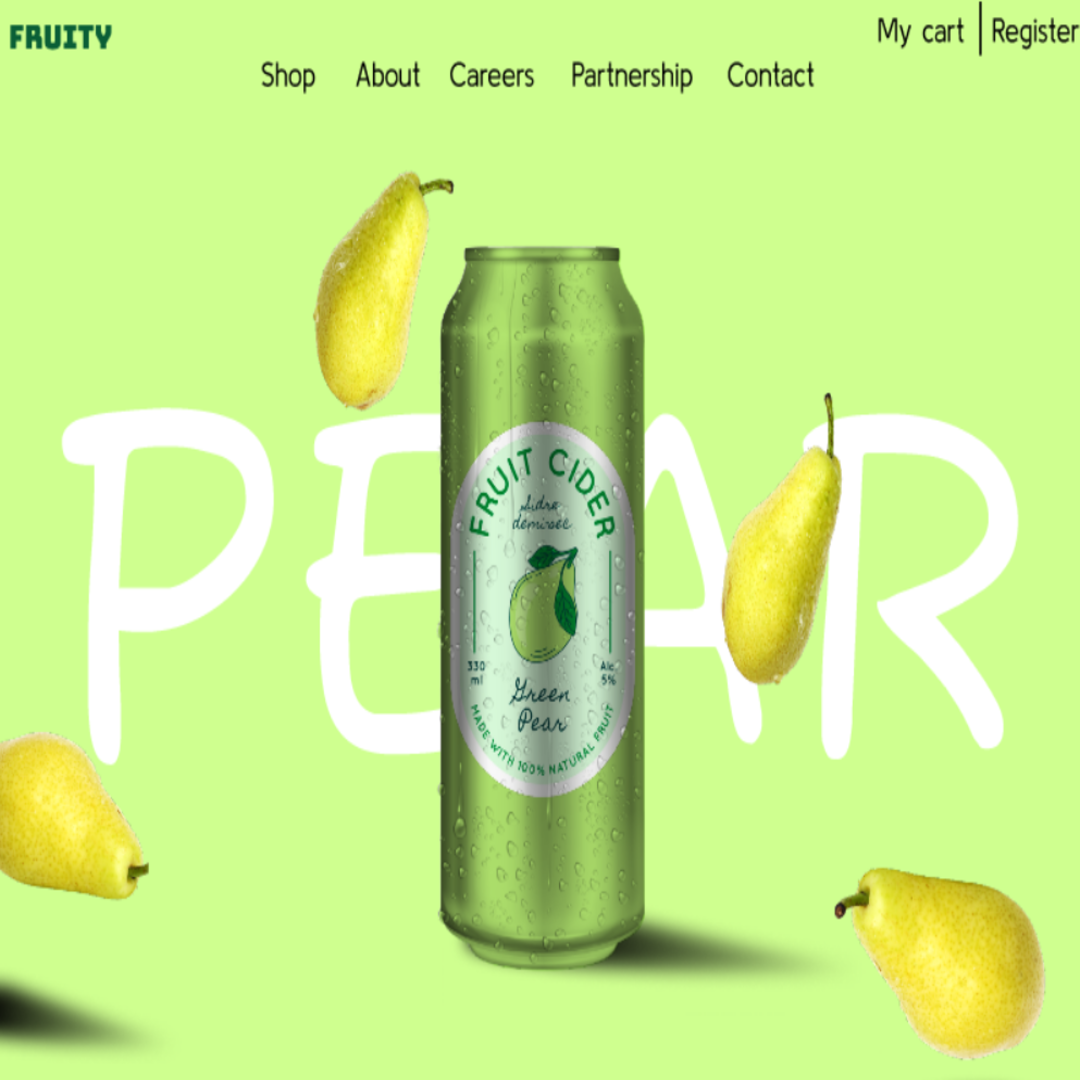 FRUITY
My cart | Register
Shop About Careers Partnership Contact
PEAR
FRUIT CIDER
sidra
demisec
330 ml
Alc. 5%
Green
Pear
MADE WITH 100% NATURAL FRUIT